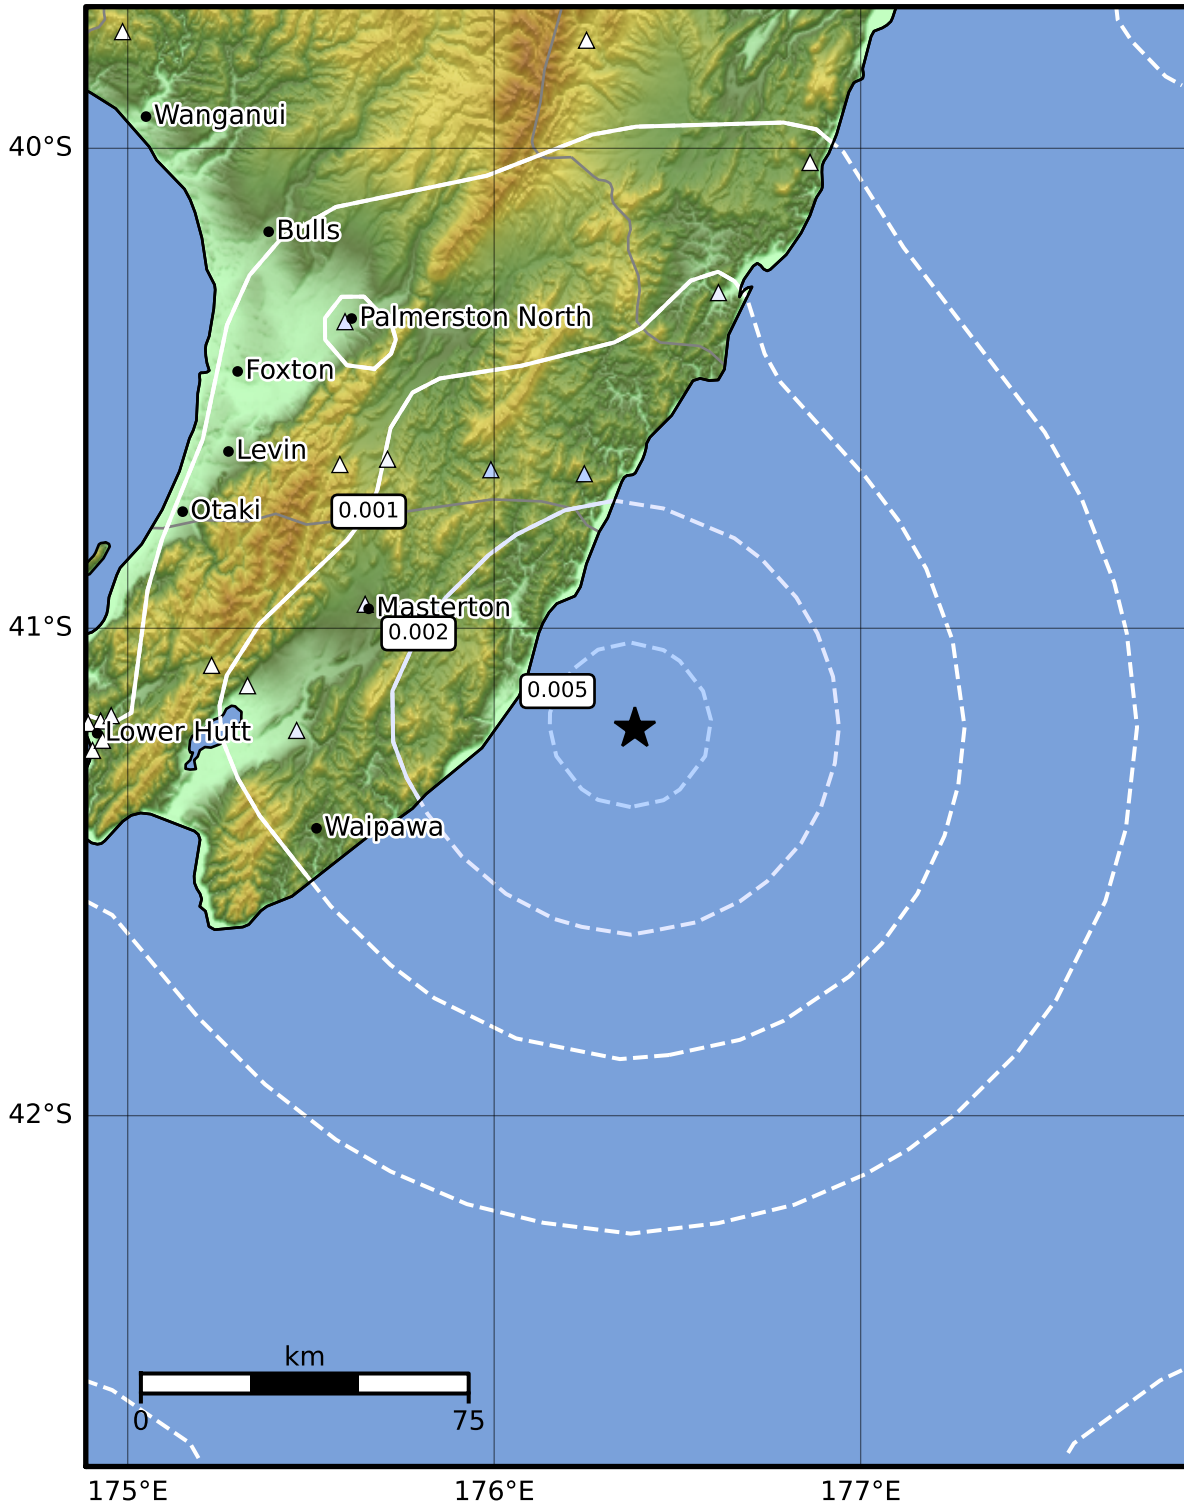 Wanganui
40°S
Bulls
Palmerston North
Foxton
Levin
Otaki
0.001
Masterton
41°S
0.002
0.005
Lower Hutt
Waipawa
42°S
km
0
75
175°E
176°E
177°E